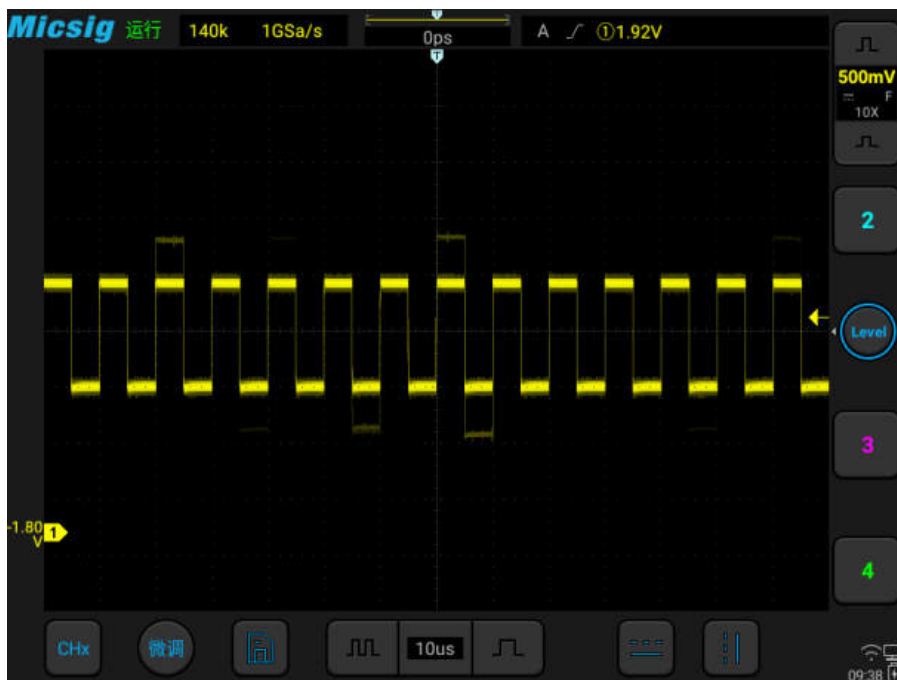 Micsig 运行 140k 1GSa/s T 0ps A ①1.92V
T
500mV
F
10X
2
Level
3
-1.80
V
1
4
CHx 微调 10us
09:38